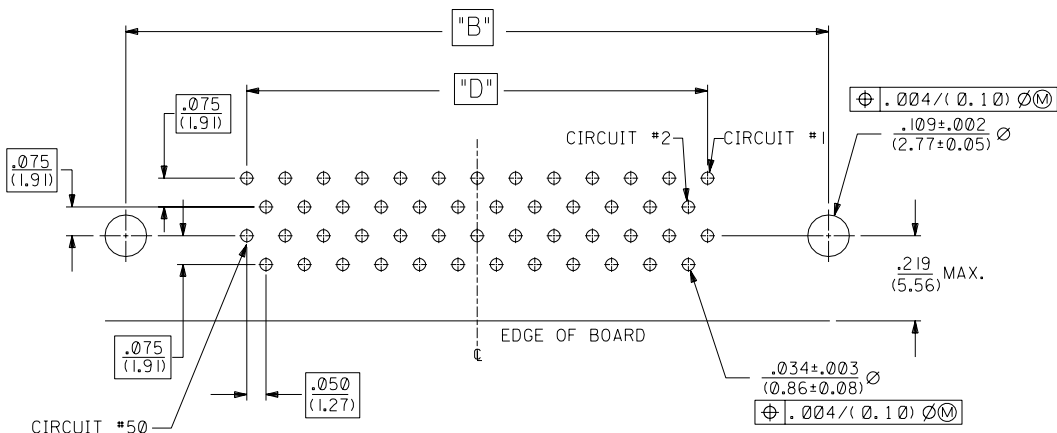 "B"
"D"
.075
(1.91)
⌖ .004/(0.10) Ø Ⓜ
.109±.002
(2.77±0.05) Ø
CIRCUIT #2
CIRCUIT #1
.075
(1.91)
.219
(5.56) MAX.
EDGE OF BOARD
℄
.075
(1.91)
.050
(1.27)
.034±.003
(0.86±0.08) Ø
⌖ .004/(0.10) Ø Ⓜ
CIRCUIT #50